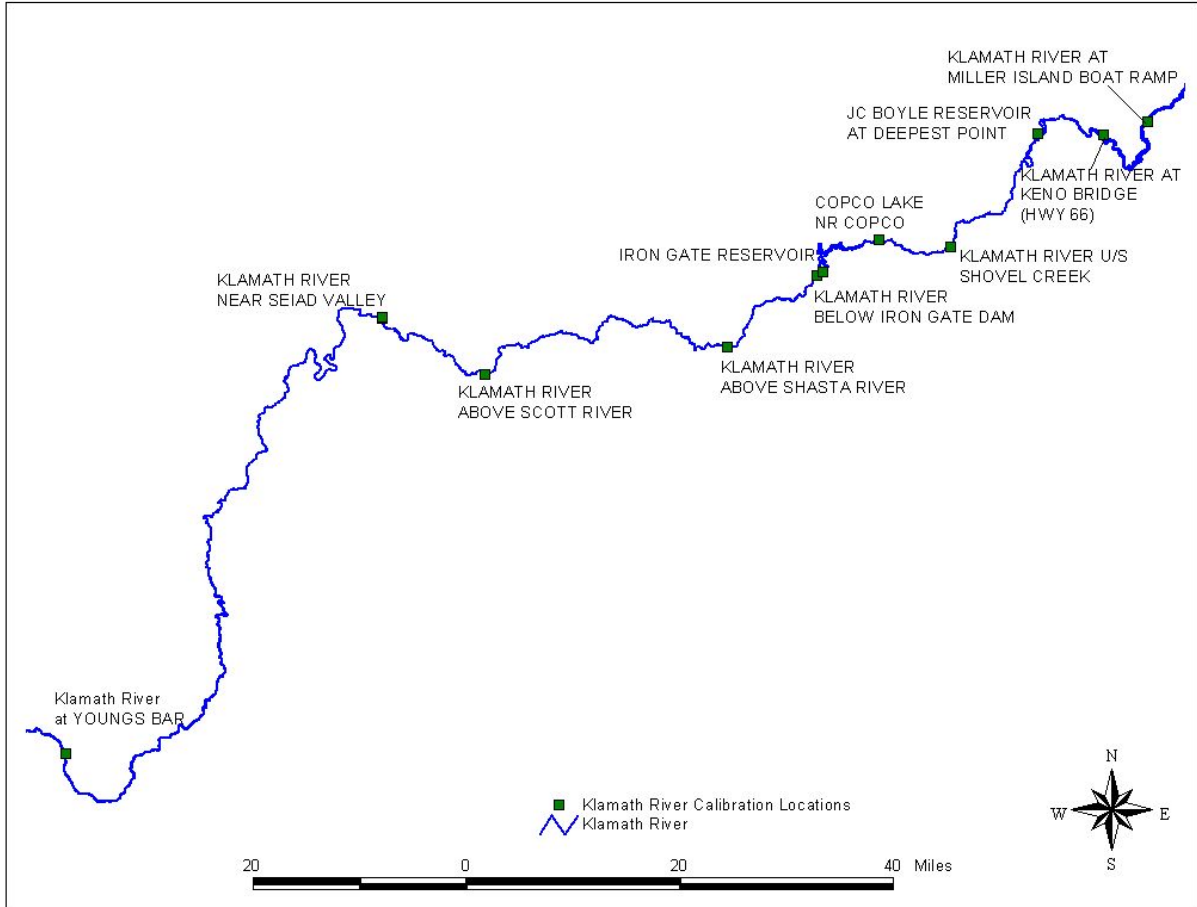 KLAMATH RIVER AT
MILLER ISLAND BOAT RAMP
JC BOYLE RESERVOIR
AT DEEPEST POINT
KLAMATH RIVER AT
KENO BRIDGE
(HWY 66)
COPCO LAKE
NR COPCO
IRON GATE RESERVOIR
KLAMATH RIVER U/S
SHOVEL CREEK
KLAMATH RIVER
NEAR SEIAD VALLEY
KLAMATH RIVER
BELOW IRON GATE DAM
KLAMATH RIVER
ABOVE SHASTA RIVER
KLAMATH RIVER
ABOVE SCOTT RIVER
Klamath River
at YOUNGS BAR
N
W
E
S
Klamath River Calibration Locations
Klamath River
20 0 20 40 Miles